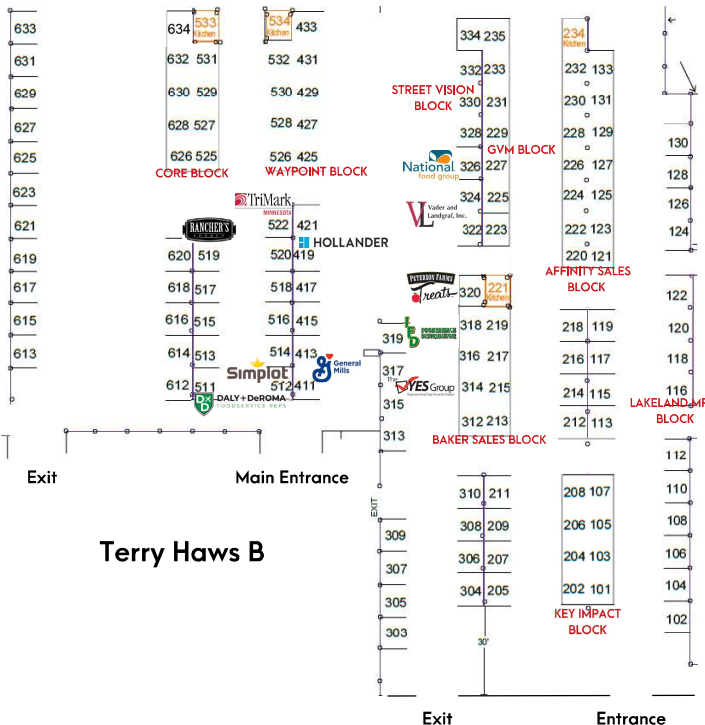 633
631
629
627
625
623
621
619
617
615
613
634 533
Kitchen
632 531
630 529
628 527
626 525
CORE BLOCK
534 433
Kitchen
532 431
530 429
528 427
526 425
WAYPOINT BLOCK
TriMark
MINNESOTA
RANCHER'S
522 421
HOLLANDER
620 519
520 419
618 517
518 417
616 515
516 415
614 513
514 413
Simplot
General
Mills
612 511
512 411
DALY+DeROMA
FOODSERVICE REPS
334 235
332 233
STREET VISION
BLOCK
330 231
328 229
GVM BLOCK
National
food group
326 227
324 225
Vader and
Landgraf, Inc.
VL
322 223
PETERSON FARMS
Treats
320 221
Kitchen
318 219
316 217
The YES Group
314 215
312 213
BAKER SALES BLOCK
319
317
315
313
310 211
308 209
306 207
304 205
30'
EXIT
309
307
305
303
234
Kitchen
232 133
230 131
228 129
226 127
224 125
222 123
220 121
AFFINITY SALES
BLOCK
218 119
216 117
214 115
212 113
208 107
206 105
204 103
202 101
KEY IMPACT
BLOCK
130
128
126
124
122
120
118
116
LAKELAND MF
BLOCK
112
110
108
106
104
102
Exit
Main Entrance
Terry Haws B
Exit
Entrance